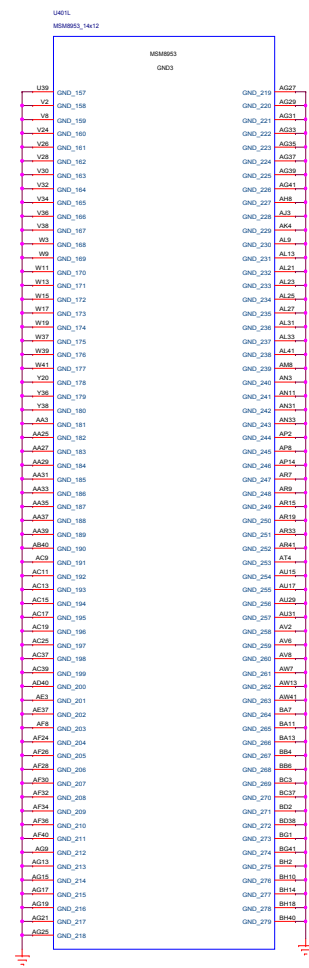 U401L
MSM8953_14x12
MSM8953
GND3
U39 GND_157 GND_219 AG27
V2 GND_158 GND_220 AG29
V8 GND_159 GND_221 AG31
V24 GND_160 GND_222 AG33
V26 GND_161 GND_223 AG35
V28 GND_162 GND_224 AG37
V30 GND_163 GND_225 AG39
V32 GND_164 GND_226 AG41
V34 GND_165 GND_227 AH8
V36 GND_166 GND_228 AJ3
V38 GND_167 GND_229 AK4
W3 GND_168 GND_230 AL9
W9 GND_169 GND_231 AL13
W11 GND_170 GND_232 AL21
W13 GND_171 GND_233 AL23
W15 GND_172 GND_234 AL25
W17 GND_173 GND_235 AL27
W19 GND_174 GND_236 AL31
W37 GND_175 GND_237 AL33
W39 GND_176 GND_238 AL41
W41 GND_177 GND_239 AM8
Y20 GND_178 GND_240 AN3
Y36 GND_179 GND_241 AN11
Y38 GND_180 GND_242 AN31
AA3 GND_181 GND_243 AN33
AA25 GND_182 GND_244 AP2
AA27 GND_183 GND_245 AP8
AA29 GND_184 GND_246 AP14
AA31 GND_185 GND_247 AR7
AA33 GND_186 GND_248 AR9
AA35 GND_187 GND_249 AR15
AA37 GND_188 GND_250 AR19
AA39 GND_189 GND_251 AR33
AB40 GND_190 GND_252 AR41
AC9 GND_191 GND_253 AT4
AC11 GND_192 GND_254 AU15
AC13 GND_193 GND_255 AU17
AC15 GND_194 GND_256 AU29
AC17 GND_195 GND_257 AU31
AC19 GND_196 GND_258 AV2
AC25 GND_197 GND_259 AV6
AC37 GND_198 GND_260 AV8
AC39 GND_199 GND_261 AW7
AD40 GND_200 GND_262 AW13
AE3 GND_201 GND_263 AW41
AE37 GND_202 GND_264 BA7
AF8 GND_203 GND_265 BA11
AF24 GND_204 GND_266 BA13
AF26 GND_205 GND_267 BB4
AF28 GND_206 GND_268 BB6
AF30 GND_207 GND_269 BC3
AF32 GND_208 GND_270 BC37
AF34 GND_209 GND_271 BD2
AF36 GND_210 GND_272 BD38
AF40 GND_211 GND_273 BG1
AG9 GND_212 GND_274 BG41
AG13 GND_213 GND_275 BH2
AG15 GND_214 GND_276 BH10
AG17 GND_215 GND_277 BH14
AG19 GND_216 GND_278 BH18
AG21 GND_217 GND_279 BH40
AG25 GND_218